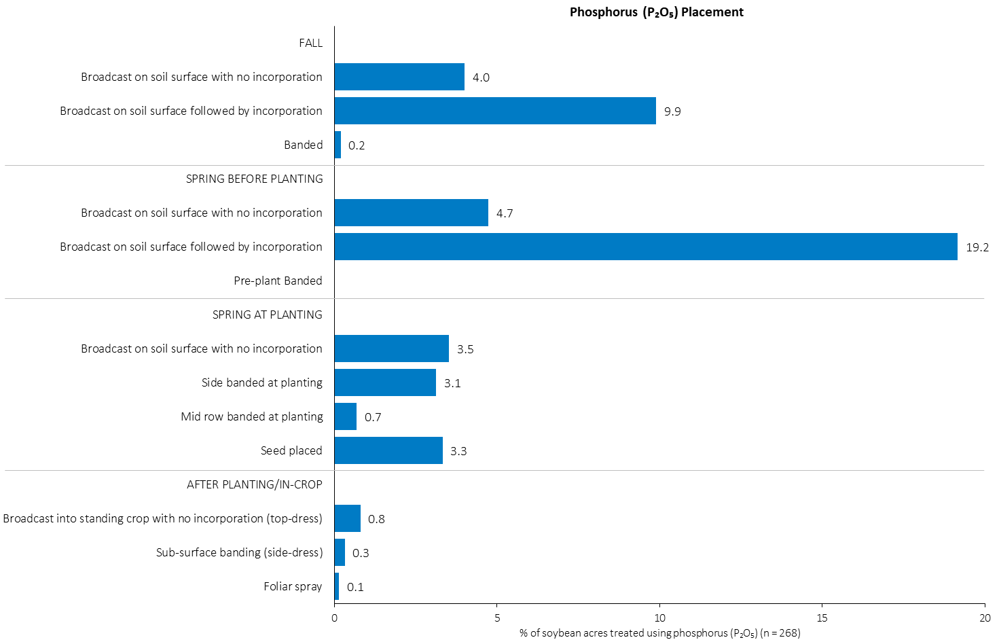 Phosphorus (P₂O₅) Placement
FALL
Broadcast on soil surface with no incorporation 4.0
Broadcast on soil surface followed by incorporation 9.9
Banded 0.2
SPRING BEFORE PLANTING
Broadcast on soil surface with no incorporation 4.7
Broadcast on soil surface followed by incorporation 19.2
Pre-plant Banded
SPRING AT PLANTING
Broadcast on soil surface with no incorporation 3.5
Side banded at planting 3.1
Mid row banded at planting 0.7
Seed placed 3.3
AFTER PLANTING/IN-CROP
Broadcast into standing crop with no incorporation (top-dress) 0.8
Sub-surface banding (side-dress) 0.3
Foliar spray 0.1
0 5 10 15 20
% of soybean acres treated using phosphorus (P₂O₅) (n = 268)